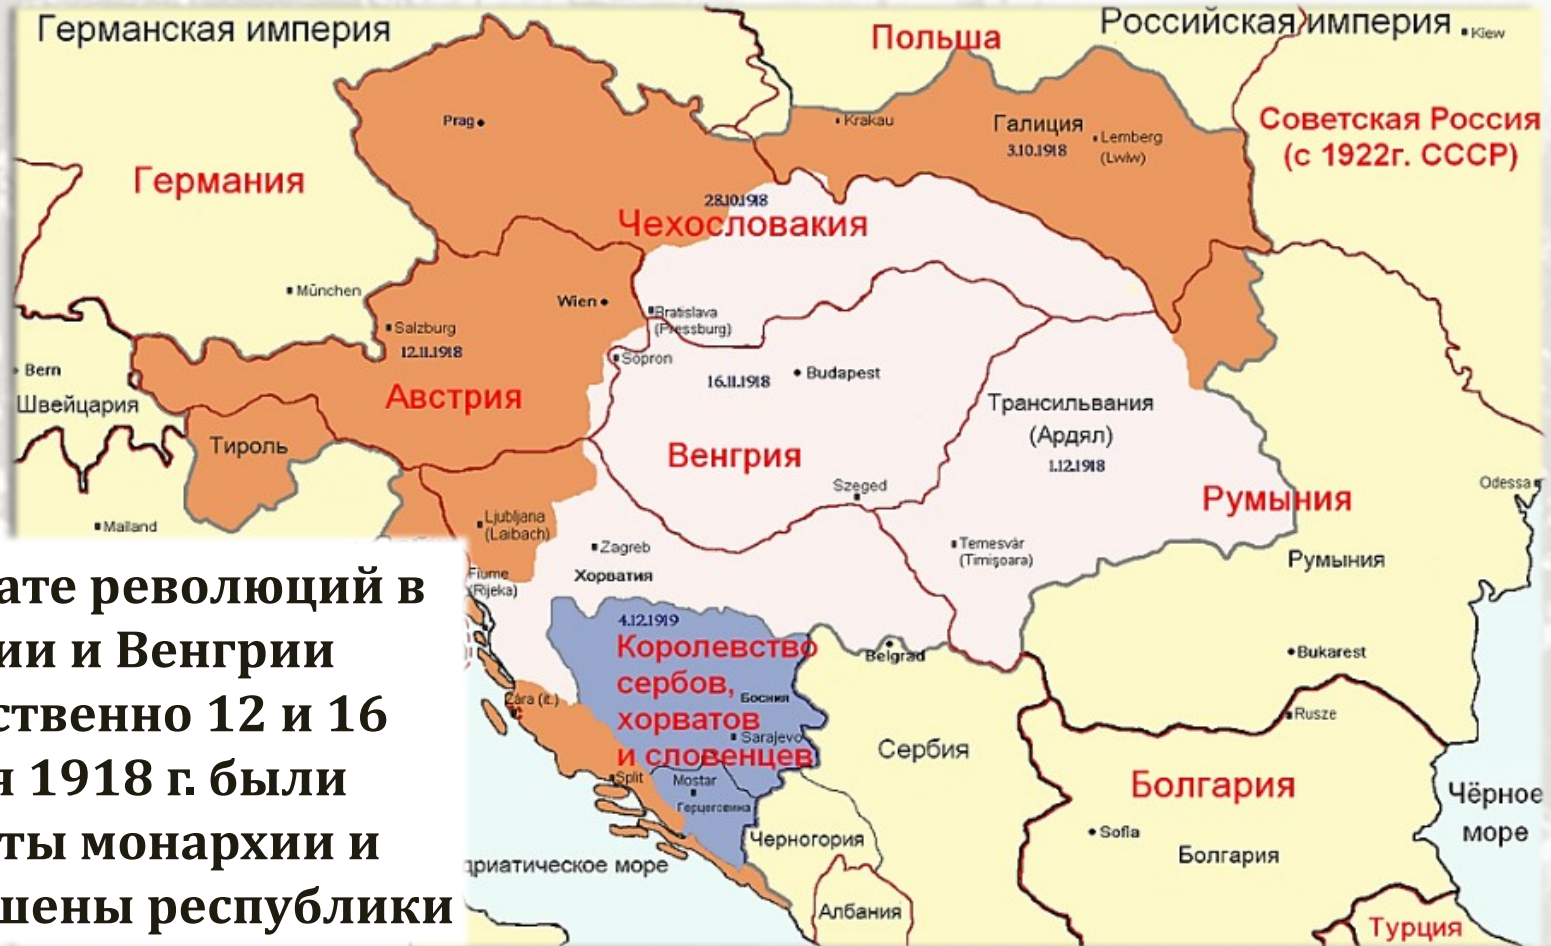 Германская империя
Польша
Российская империя
Kiew
Prag
Krakau
Галиция
3.10.1918
Lemberg
(Lwiw)
Советская Россия
(с 1922г. СССР)
Германия
28.10.1918
Чехословакия
München
Wien
Bratislava
(Pressburg)
Salzburg
12.11.1918
Sopron
Bern
Швейцария
16.11.1918
Budapest
Австрия
Трансильвания
(Ардял)
1.12.1918
Тироль
Венгрия
Szeged
Румыния
Odessa
Mailand
Ljubljana
(Laibach)
Zagreb
Хорватия
Temesvár
(Timişoara)
Румыния
Fiume
(Rijeka)
ате революций в
ии и Венгрии
ственно 12 и 16
я 1918 г. были
ты монархии и
шены республики
4.12.1919
Королевство
сербов,
хорватов
и словенцев
Босния
Sarajevo
Belgrad
Bukarest
Zára (it.)
Rusze
Сербия
Split
Mostar
Герцеговина
Болгария
Чёрное
море
Sofia
Черногория
Болгария
дриатическое море
Албания
Турция